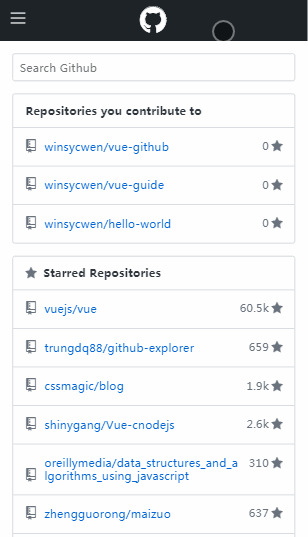 Search Github
Repositories you contribute to
winsycwen/vue-github 0
winsycwen/vue-guide 0
winsycwen/hello-world 0
Starred Repositories
vuejs/vue 60.5k
trungdq88/github-explorer 659
cssmagic/blog 1.9k
shinygang/Vue-cnodejs 2.6k
oreillymedia/data_structures_and_a 310
lgorithms_using_javascript
zhengguorong/maizuo 637